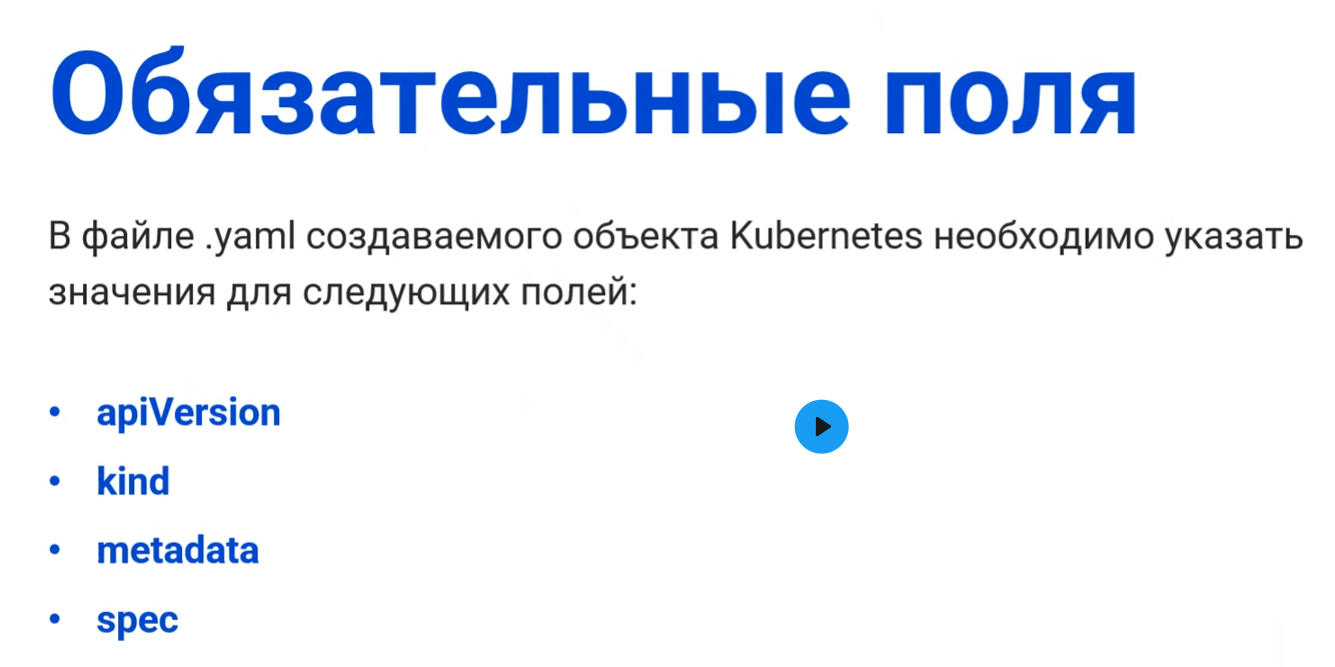 Обязательные поля
В файле .yaml создаваемого объекта Kubernetes необходимо указать
значения для следующих полей:
• apiVersion
• kind
• metadata
• spec